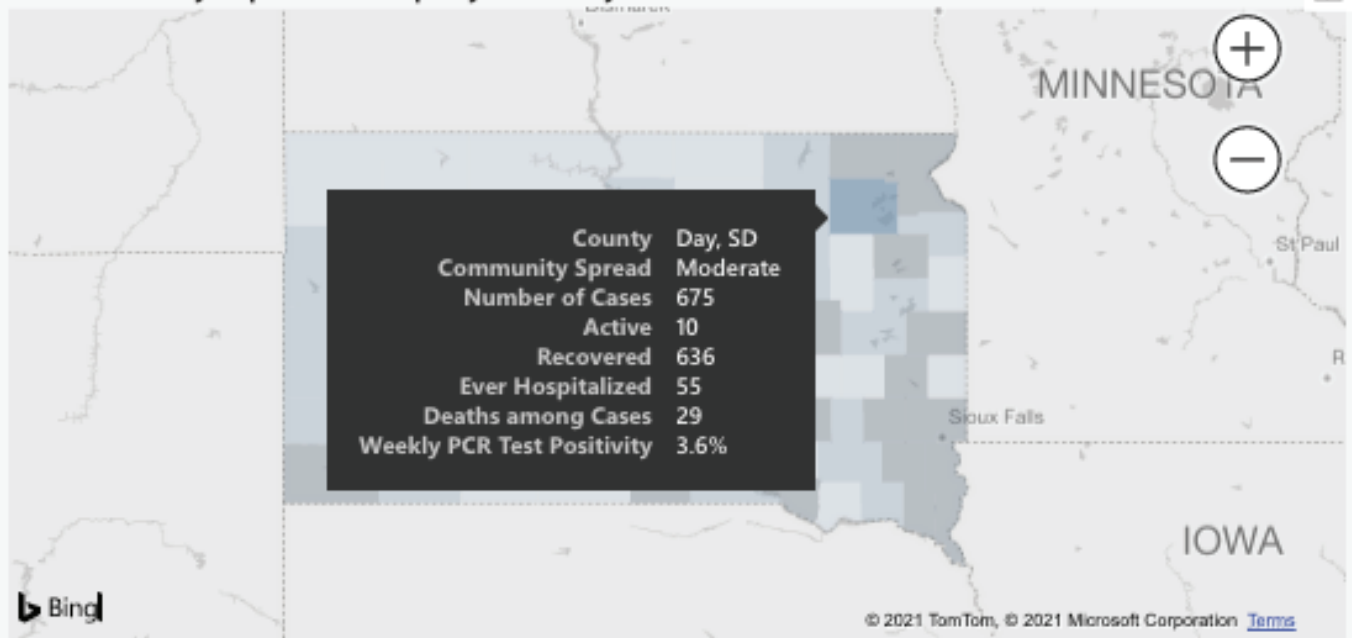 Bismarck
MINNESOTA
County Day, SD
Community Spread Moderate
Number of Cases 675
Active 10
Recovered 636
Ever Hospitalized 55
Deaths among Cases 29
Weekly PCR Test Positivity 3.6%
St Paul
R
Sioux Falls
IOWA
Bing
© 2021 TomTom, © 2021 Microsoft Corporation Terms